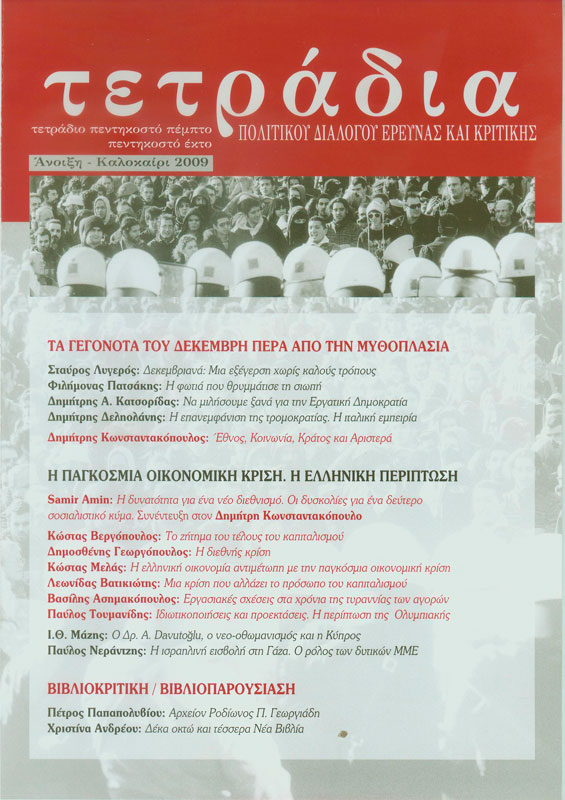 τετράδια
τετράδιο πεντηκοστό πέμπτο
πεντηκοστό έκτο
ΠΟΛΙΤΙΚΟΥ ΔΙΑΛΟΓΟΥ ΕΡΕΥΝΑΣ ΚΑΙ ΚΡΙΤΙΚΗΣ
Άνοιξη - Καλοκαίρι 2009
ΤΑ ΓΕΓΟΝΟΤΑ ΤΟΥ ΔΕΚΕΜΒΡΗ ΠΕΡΑ ΑΠΟ ΤΗΝ ΜΥΘΟΠΛΑΣΙΑ
Σταύρος Λυγερός: Δεκεμβριανά: Μια εξέγερση χωρίς καλούς τρόπους
Φιλήμονας Πατσάκης: Η φωτιά που θρυμμάτισε τη σιωπή
Δημήτρης Α. Κατσορίδας: Να μιλήσουμε ξανά για την Εργατική Δημοκρατία
Δημήτρης Δεληολάνης: Η επανεμφάνιση της τρομοκρατίας. Η ιταλική εμπειρία
Δημήτρης Κωνσταντακόπουλος: Έθνος, Κοινωνία, Κράτος και Αριστερά
Η ΠΑΓΚΟΣΜΙΑ ΟΙΚΟΝΟΜΙΚΗ ΚΡΙΣΗ. Η ΕΛΛΗΝΙΚΗ ΠΕΡΙΠΤΩΣΗ
Samir Amin: Η δυνατότητα για ένα νέο διεθνισμό. Οι δυσκολίες για ένα δεύτερο
σοσιαλιστικό κύμα. Συνέντευξη στον Δημήτρη Κωνσταντακόπουλο
Κώστας Βεργόπουλος: Το ζήτημα του τέλους του καπιταλισμού
Δημοσθένης Γεωργόπουλος: Η διεθνής κρίση
Κώστας Μελάς: Η ελληνική οικονομία αντιμέτωπη με την παγκόσμια οικονομική κρίση
Λεωνίδας Βατικιώτης: Μια κρίση που αλλάζει το πρόσωπο του καπιταλισμού
Βασίλης Ασημακόπουλος: Εργασιακές σχέσεις στα χρόνια της τυραννίας των αγορών
Παύλος Τουμανίδης: Ιδιωτικοποιήσεις και προεκτάσεις. Η περίπτωση της Ολυμπιακής
Ι.Θ. Μάζης: Ο Δρ. Α. Davutoğlu, ο νεο-οθωμανισμός και η Κύπρος
Παύλος Νεράντζης: Η ισραηλινή εισβολή στη Γάζα. Ο ρόλος των δυτικών ΜΜΕ
ΒΙΒΛΙΟΚΡΙΤΙΚΗ / ΒΙΒΛΙΟΠΑΡΟΥΣΙΑΣΗ
Πέτρος Παπαπολυβίου: Αρχείον Ροδίωνος Π. Γεωργιάδη
Χριστίνα Ανδρέου: Δέκα οκτώ και τέσσερα Νέα Βιβλία